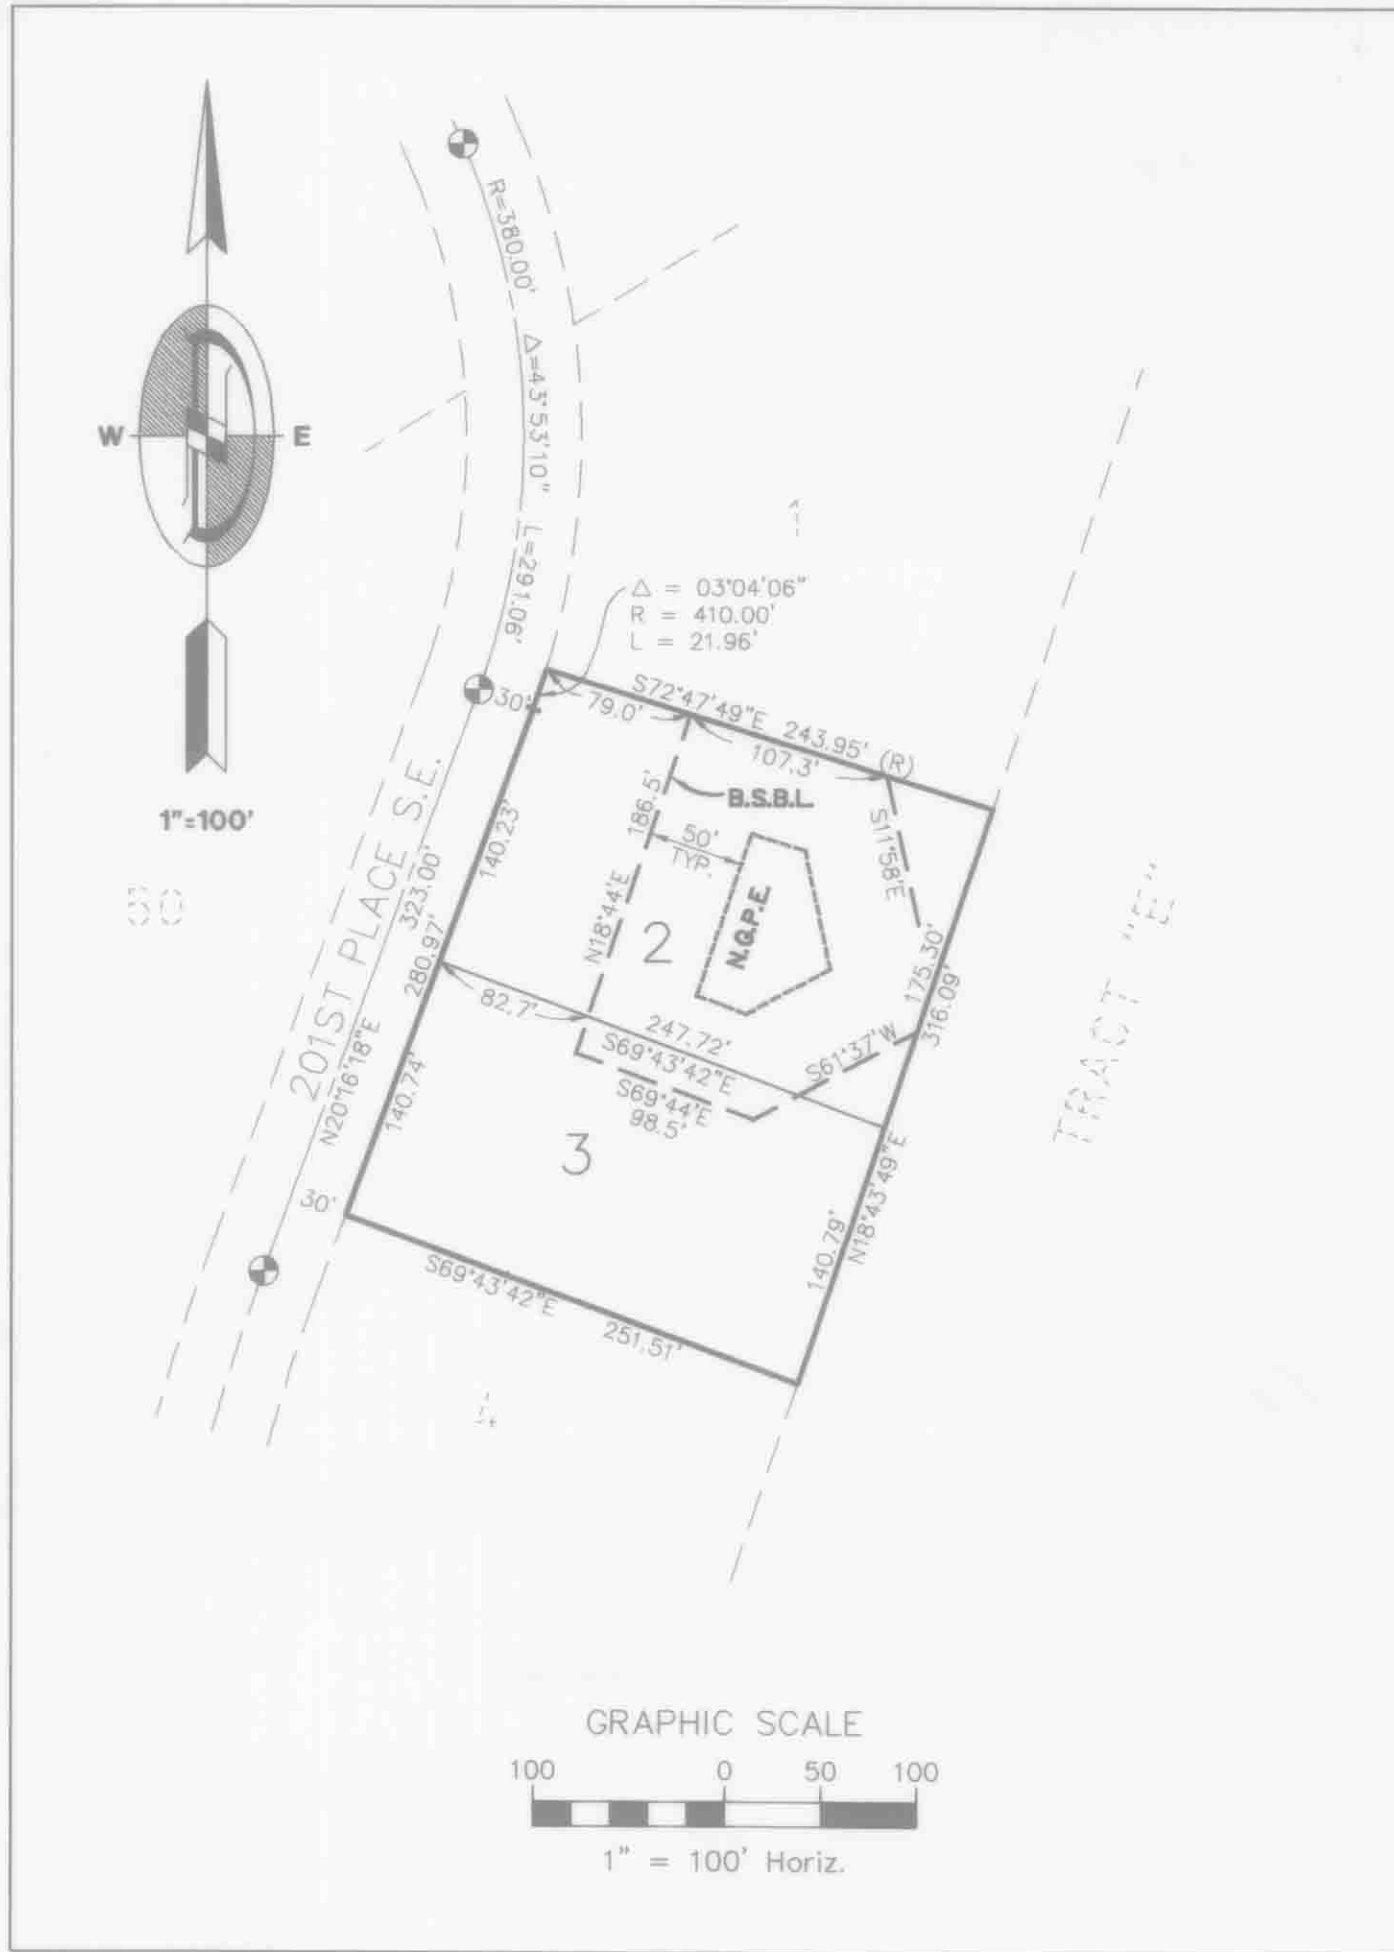 R=380.00'
Δ=43°53'10"
L=291.06'
W
E
1"=100'
Δ = 03°04'06"
R = 410.00'
L = 21.96'
30'
79.0'
S72°47'49"E 243.95' (R)
107.3'
B.S.B.L.
186.5'
50'
TYP.
S11°58'E
140.23'
201ST PLACE S.E.
323.00'
280.97'
N18°44'E
2
N.G.P.E.
175.30'
316.09'
TRACT "E"
82.7'
247.72'
S69°43'42"E
S61°37'W
S69°44'E
98.5'
N20°16'18"E
140.74'
3
30'
140.79'
N18°43'49"E
S69°43'42"E
251.51'
4
GRAPHIC SCALE
100 0 50 100
1" = 100' Horiz.